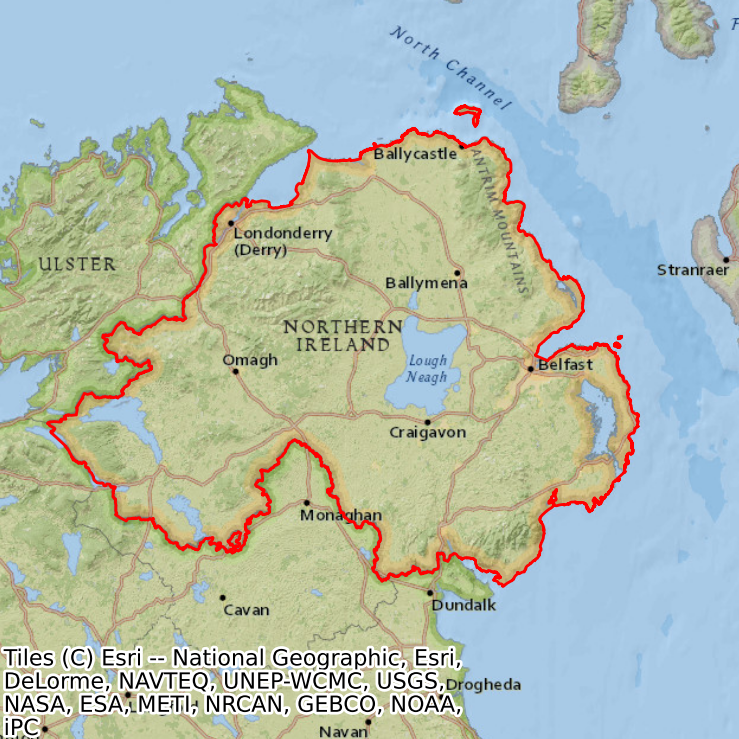 North Channel
Ballycastle
ANTRIM MOUNTAINS
Londonderry
(Derry)
ULSTER
Stranraer
Ballymena
NORTHERN
IRELAND
Lough
Neagh
Omagh
Belfast
Craigavon
Monaghan
Cavan
Dundalk
Tiles (C) Esri -- National Geographic, Esri,
DeLorme, NAVTEQ, UNEP-WCMC, USGS,
Drogheda
NASA, ESA, METI, NRCAN, GEBCO, NOAA,
iPC
Navan